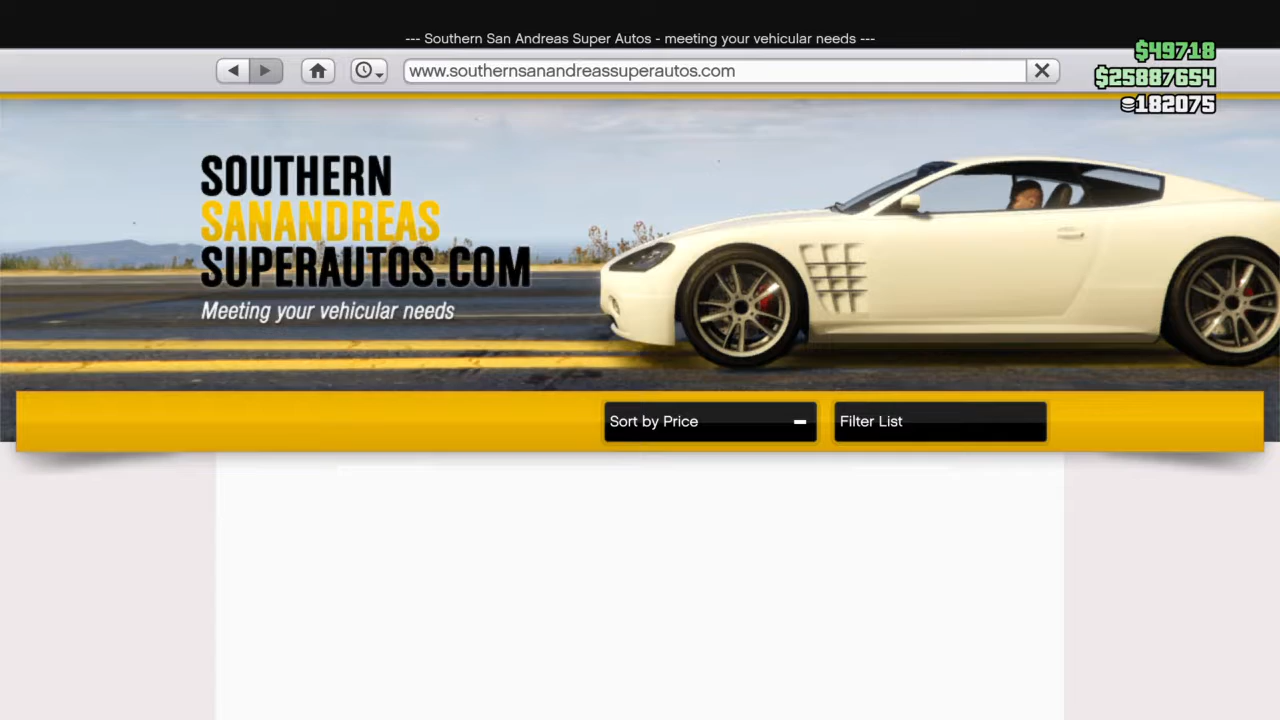 --- Southern San Andreas Super Autos - meeting your vehicular needs ---
$49718
www.southernsanandreassuperautos.com
$25887654
182075
SOUTHERN
SANANDREAS
SUPERAUTOS.COM
Meeting your vehicular needs
Sort by Price
Filter List